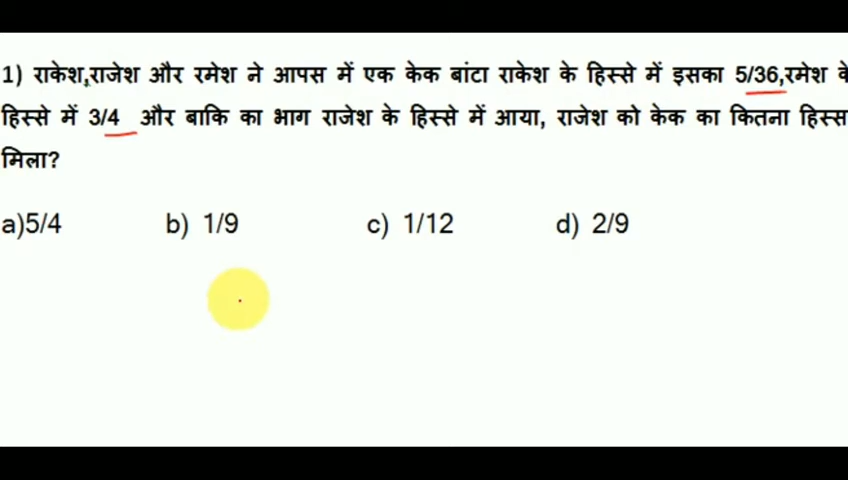 1) राकेश,राजेश और रमेश ने आपस में एक केक बांटा राकेश के हिस्से में इसका 5/36,रमेश के
हिस्से में 3/4 और बाकि का भाग राजेश के हिस्से में आया, राजेश को केक का कितना हिस्स
मिला?
a)5/4 b) 1/9 c) 1/12 d) 2/9